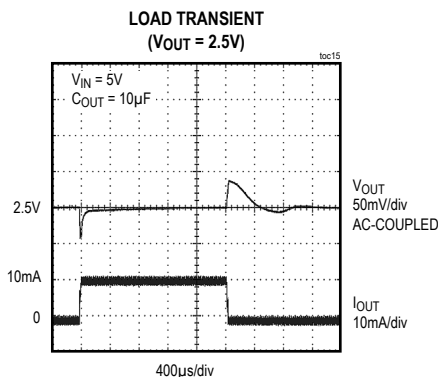 LOAD TRANSIENT
(VOUT = 2.5V)
toc15
VIN = 5V
COUT = 10µF
2.5V
VOUT
50mV/div
AC-COUPLED
10mA
0
IOUT
10mA/div
400µs/div